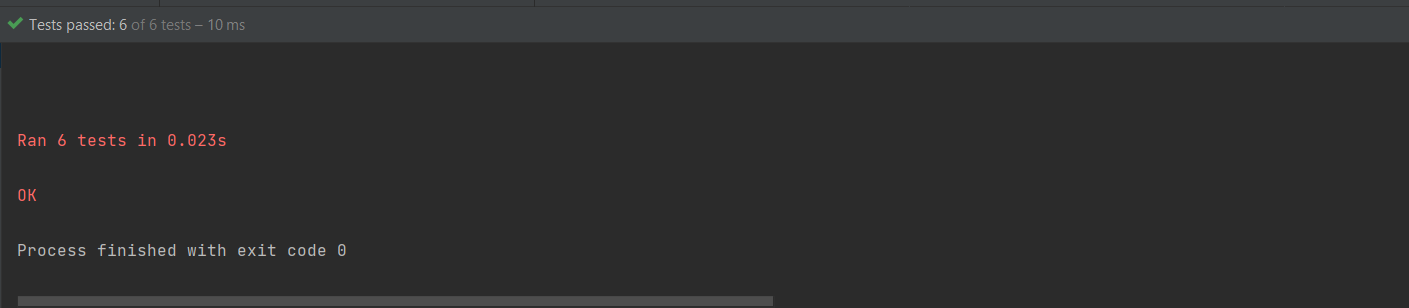 Tests passed: 6 of 6 tests – 10 ms
Ran 6 tests in 0.023s
OK
Process finished with exit code 0